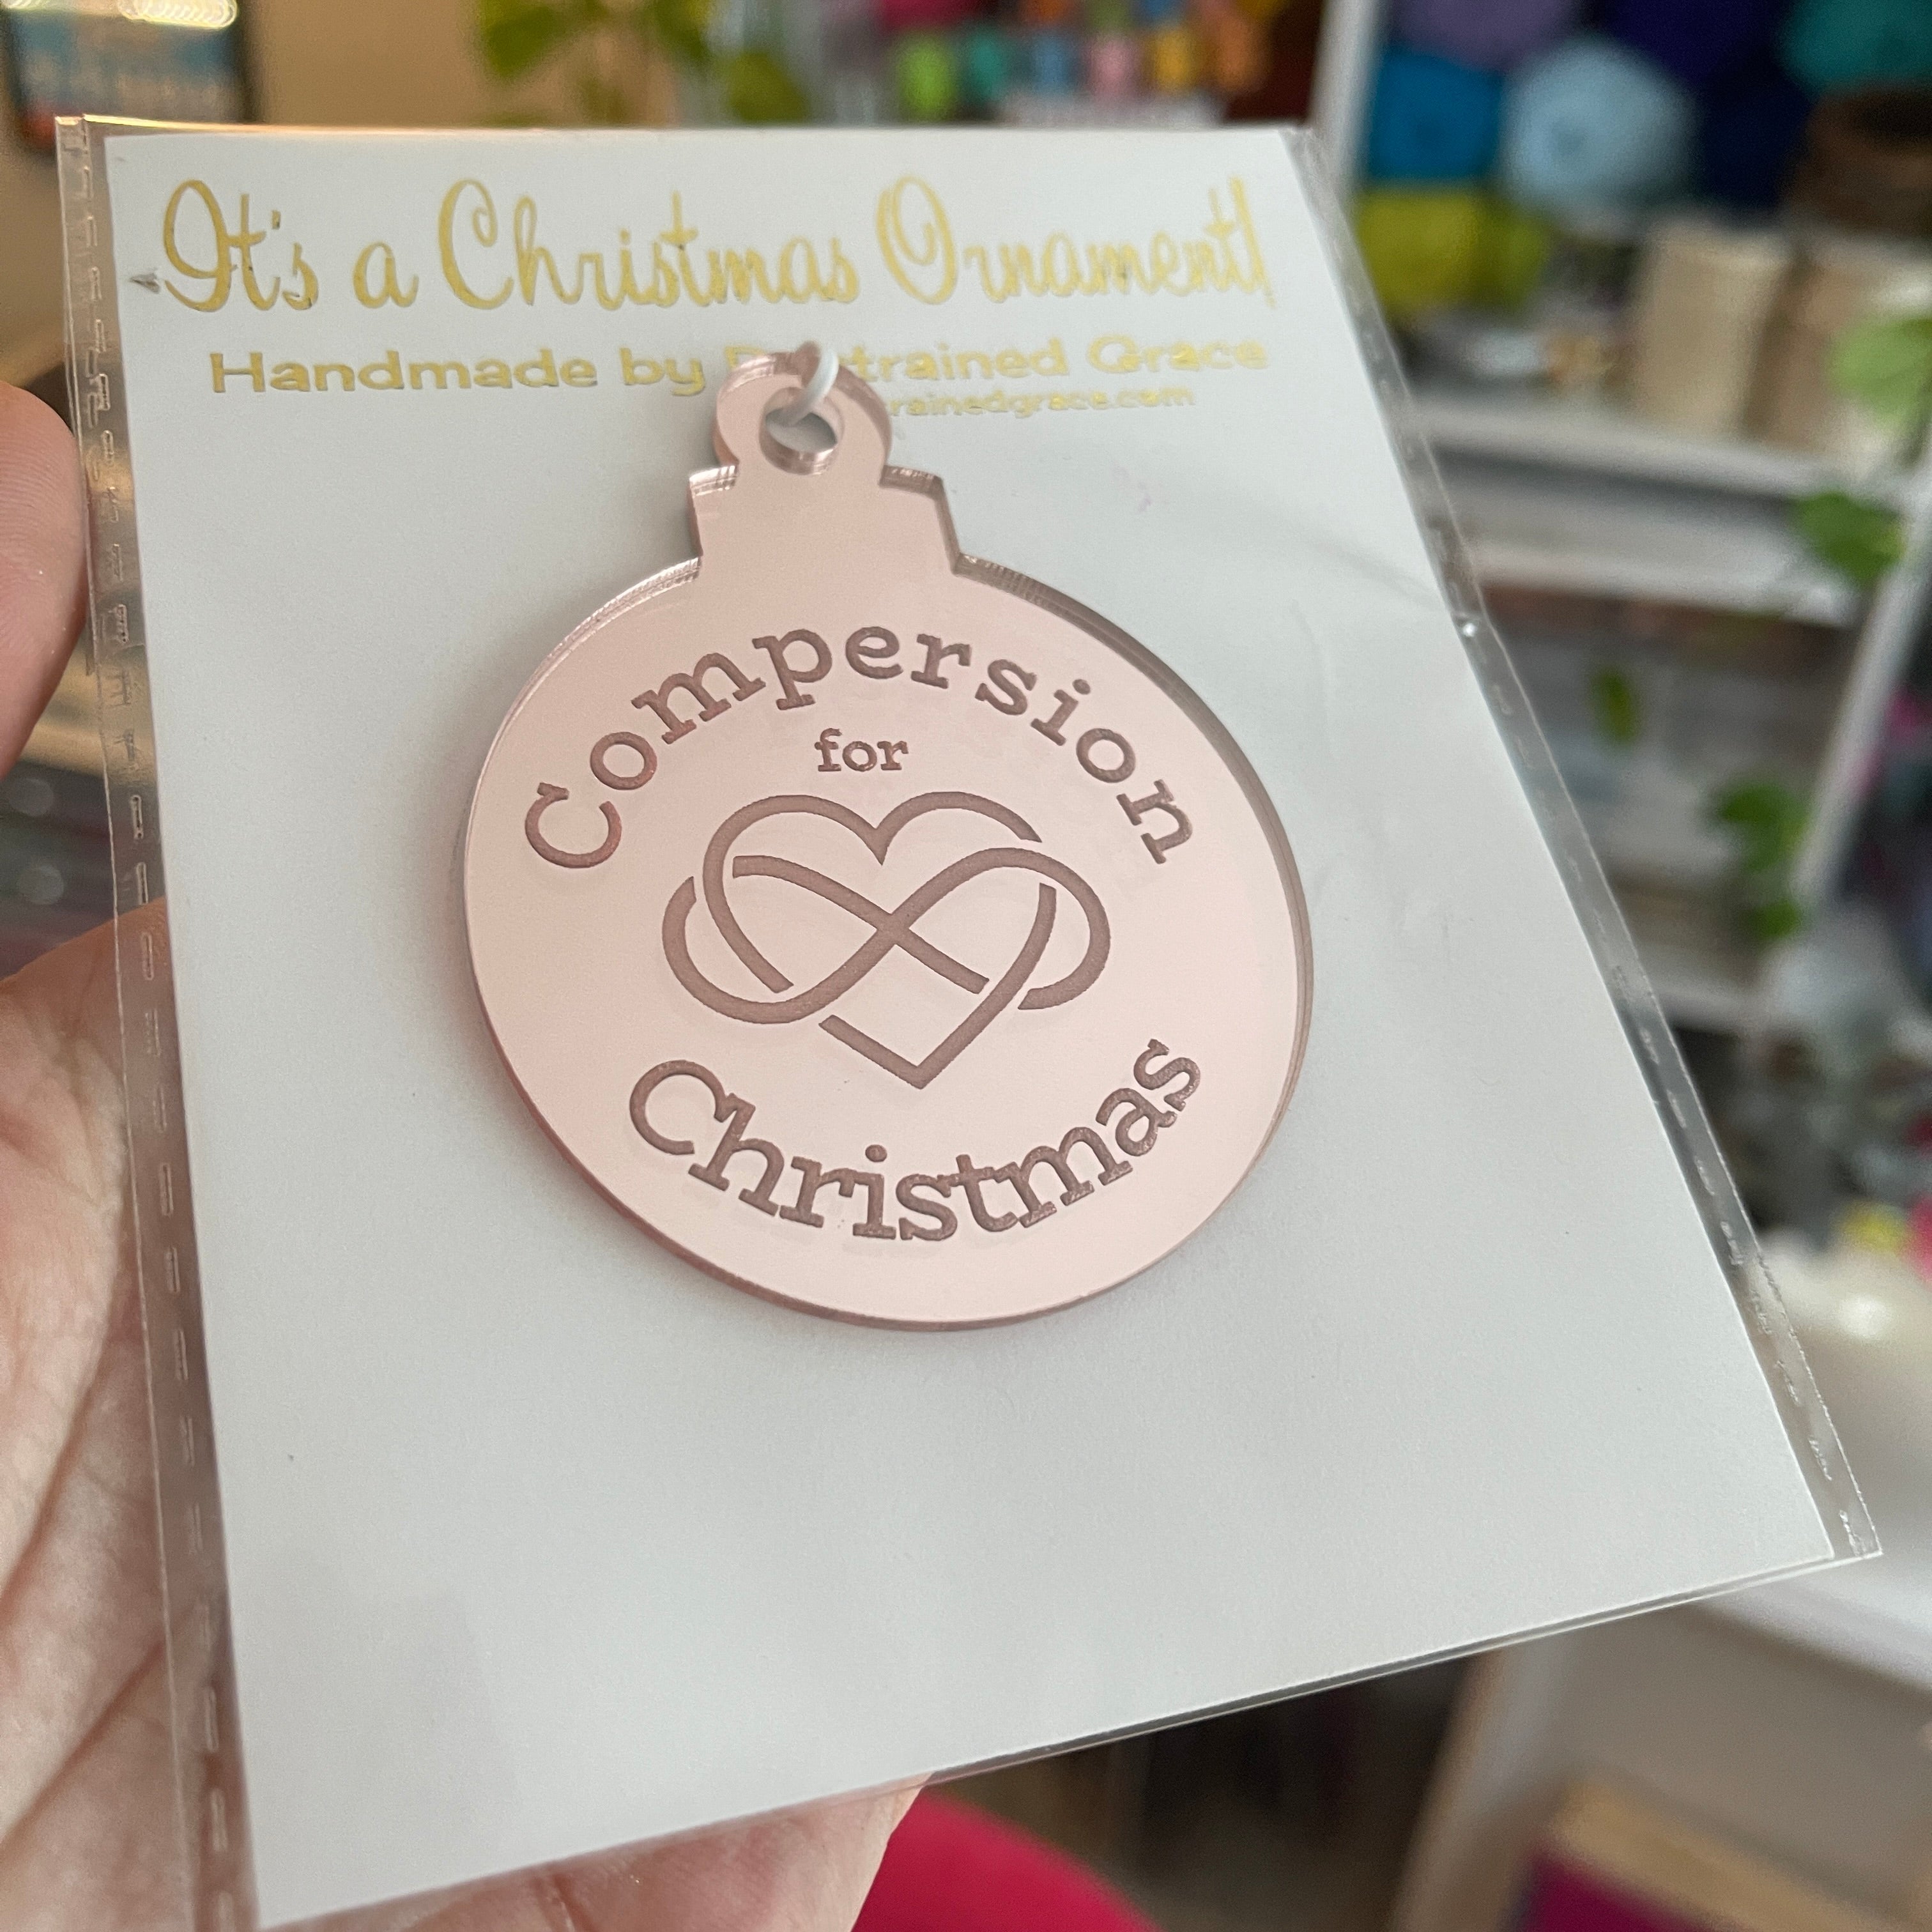 It's a Christmas Ornament!
Handmade by Grace
Compersion
for
Christmas